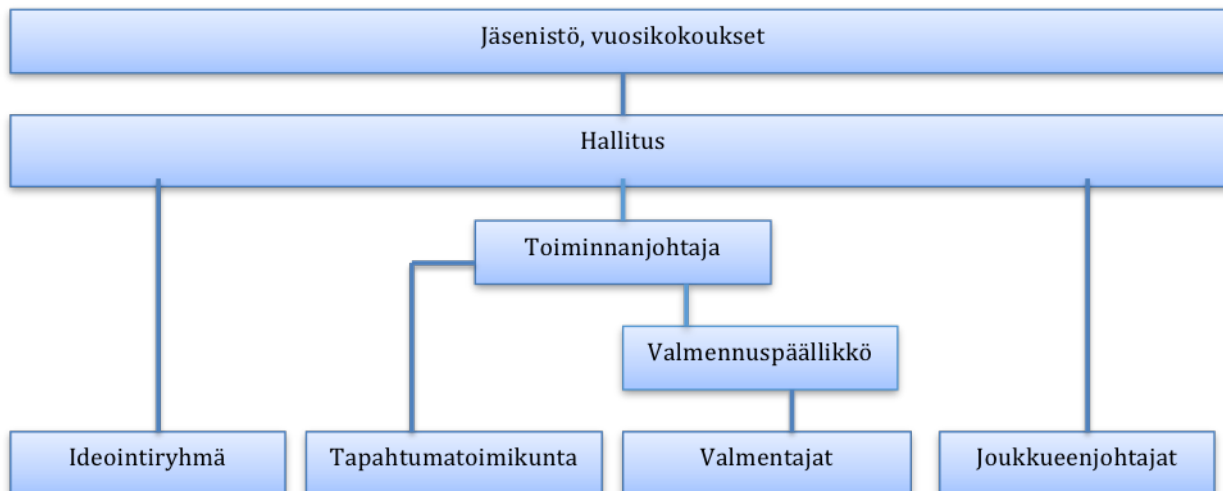 Jäsenistö, vuosikokoukset
Hallitus
Toiminnanjohtaja
Valmennuspäällikkö
Ideointiryhmä
Tapahtumatoimikunta
Valmentajat
Joukkueenjohtajat